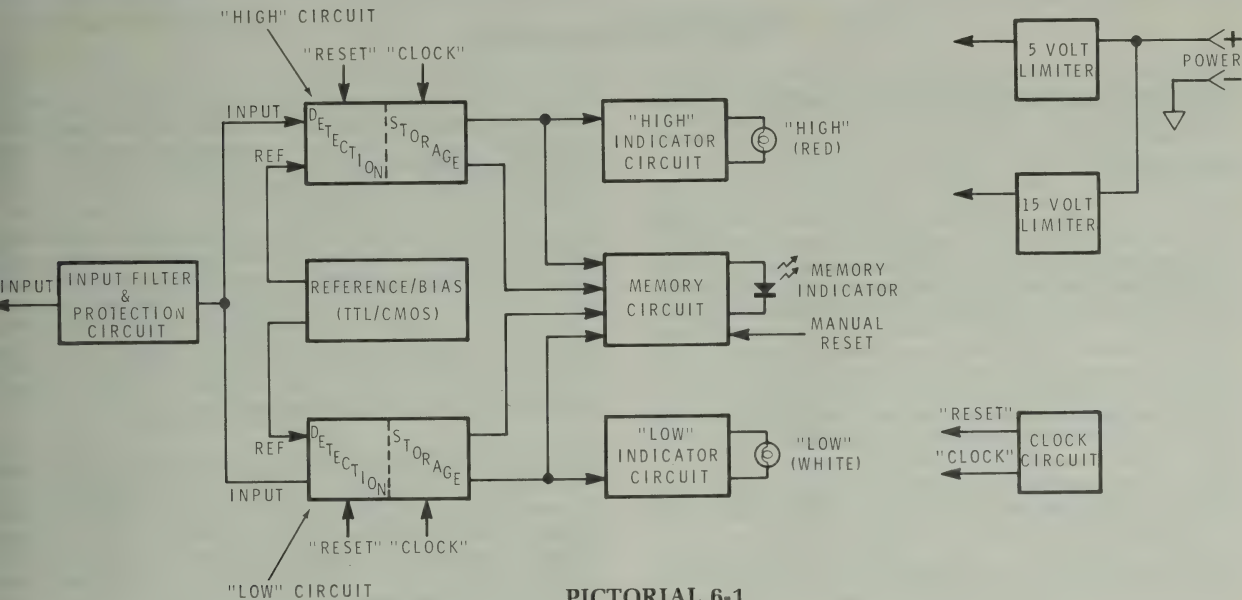 "HIGH" CIRCUIT
"RESET" "CLOCK"
INPUT
REF
DETECTION
STORAGE
"HIGH"
INDICATOR
CIRCUIT
"HIGH"
(RED)
5 VOLT
LIMITER
+
POWER
-
15 VOLT
LIMITER
INPUT
INPUT FILTER
&
PROTECTION
CIRCUIT
REFERENCE/BIAS
(TTL/CMOS)
MEMORY
CIRCUIT
MEMORY
INDICATOR
MANUAL
RESET
REF
INPUT
DETECTION
STORAGE
"RESET" "CLOCK"
"LOW" CIRCUIT
"LOW"
INDICATOR
CIRCUIT
"LOW"
(WHITE)
"RESET"
"CLOCK"
CLOCK
CIRCUIT
PICTORIAL 6-1